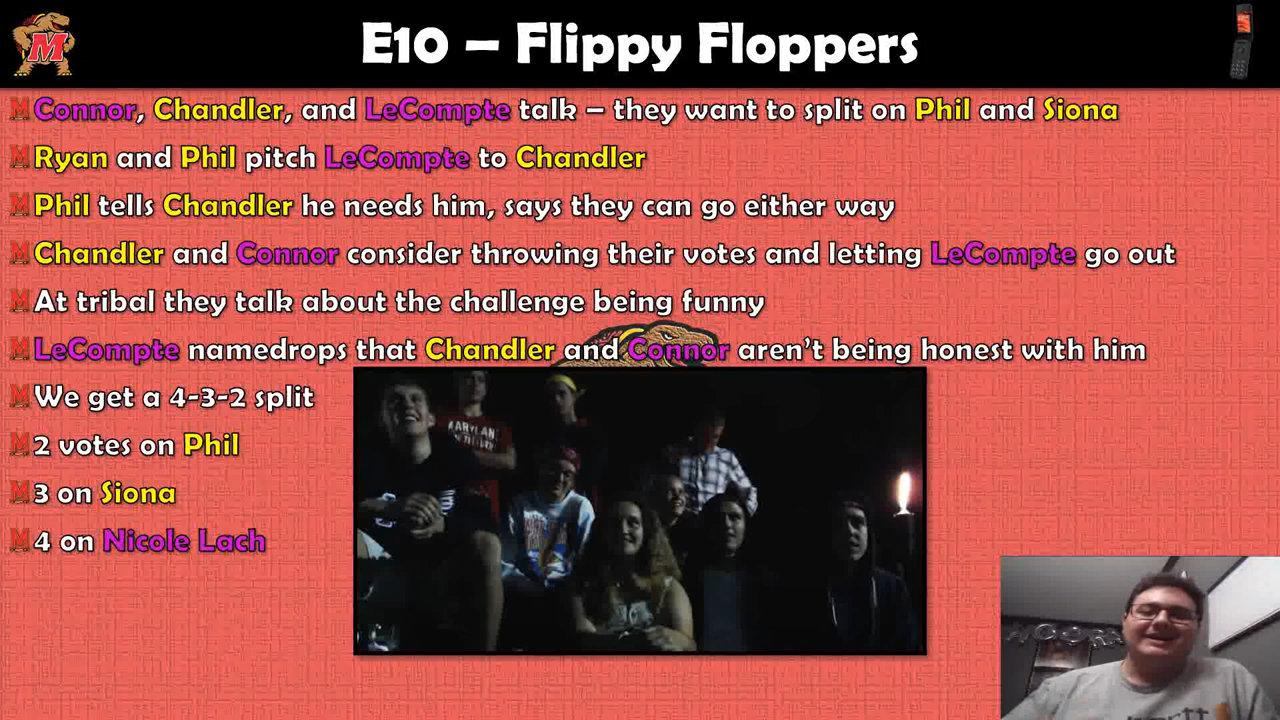 M
E10 – Flippy Floppers
Connor, Chandler, and LeCompte talk – they want to split on Phil and Siona
Ryan and Phil pitch LeCompte to Chandler
Phil tells Chandler he needs him, says they can go either way
Chandler and Connor consider throwing their votes and letting LeCompte go out
At tribal they talk about the challenge being funny
LeCompte namedrops that Chandler and Connor aren't being honest with him
We get a 4-3-2 split
2 votes on Phil
3 on Siona
4 on Nicole Lach
MARYLAND